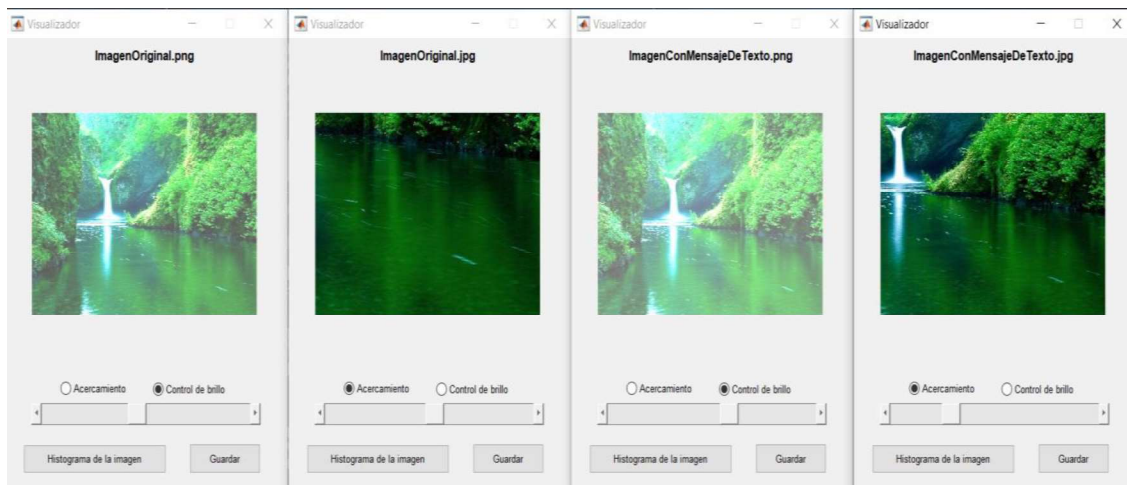 Visualizador
ImagenOriginal.png
Acercamiento Control de brillo
Histograma de la imagen Guardar
Visualizador
ImagenOriginal.jpg
Acercamiento Control de brillo
Histograma de la imagen Guardar
Visualizador
ImagenConMensajeDeTexto.png
Acercamiento Control de brillo
Histograma de la imagen Guardar
Visualizador
ImagenConMensajeDeTexto.jpg
Acercamiento Control de brillo
Histograma de la imagen Guardar